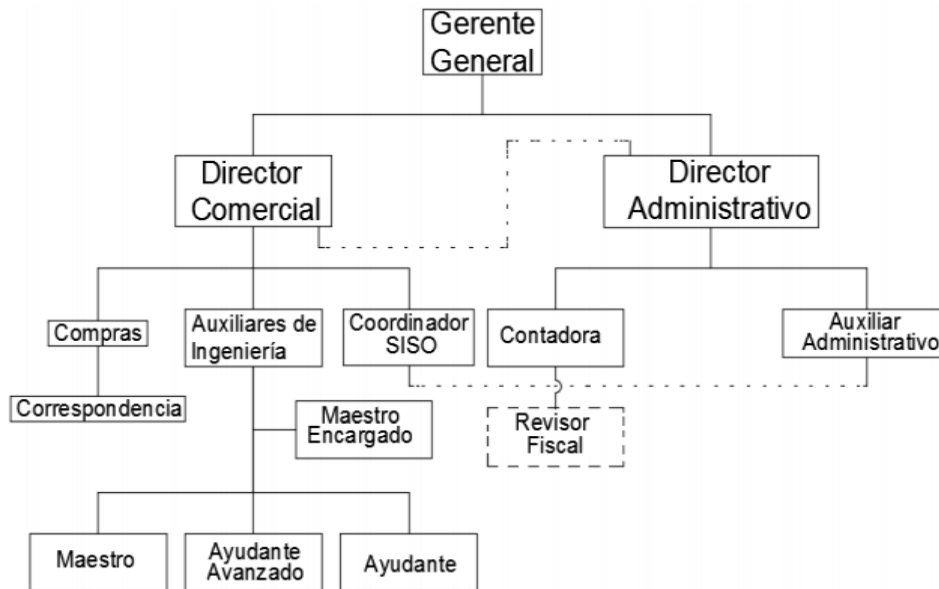 Gerente
General
Director
Comercial
Director
Administrativo
Compras
Auxiliares de
Ingeniería
Coordinador
SISO
Contadora
Auxiliar
Administrativo
Correspondencia
Maestro
Encargado
Revisor
Fiscal
Maestro
Ayudante
Avanzado
Ayudante